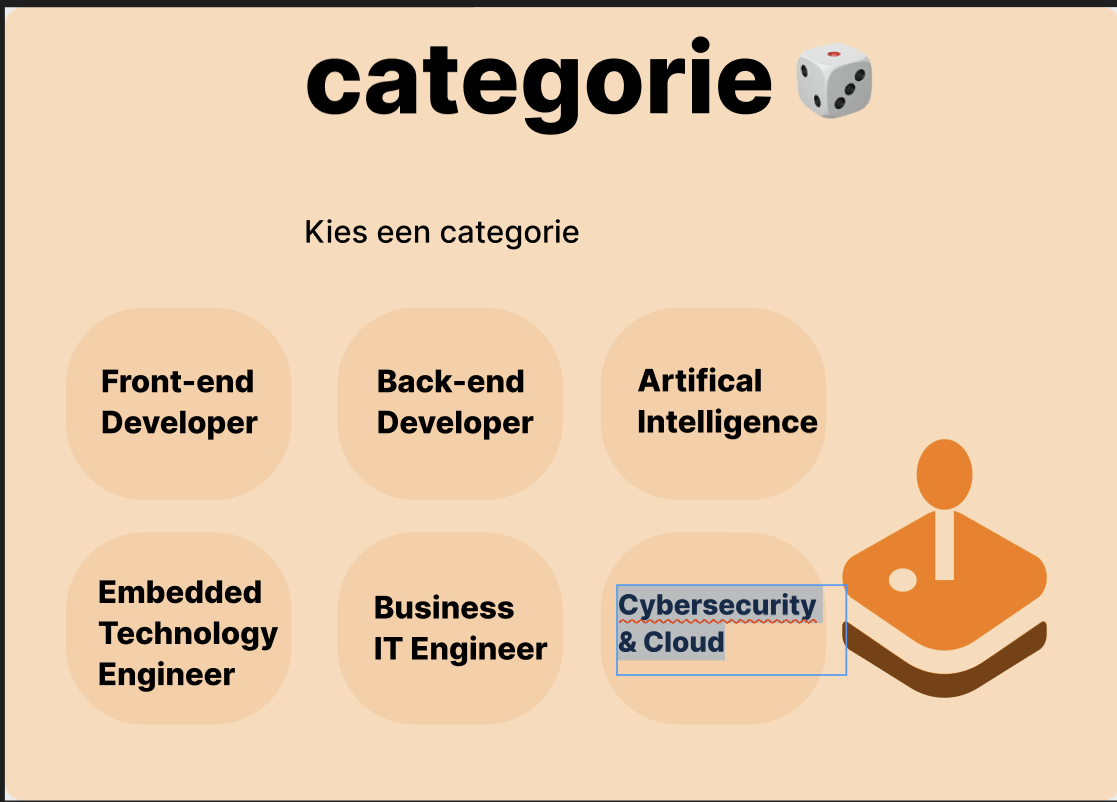 categorie
Kies een categorie
Front-end
Developer
Back-end
Developer
Artifical
Intelligence
Embedded
Technology
Engineer
Business
IT Engineer
Cybersecurity
& Cloud